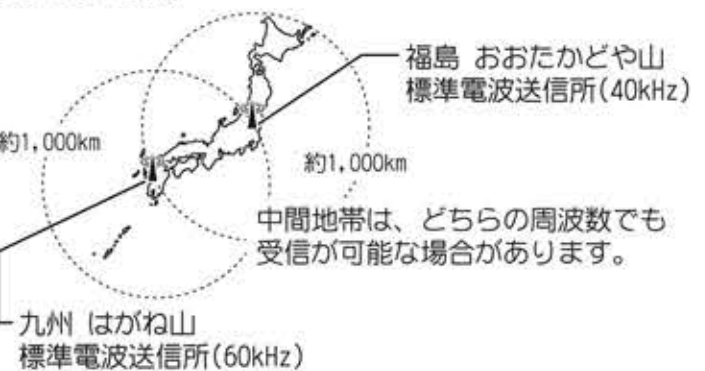 福島 おおたかどや山
標準電波送信所(40kHz)
約1,000km
約1,000km
中間地帯は、どちらの周波数でも
受信が可能な場合があります。
九州 はがね山
標準電波送信所(60kHz)